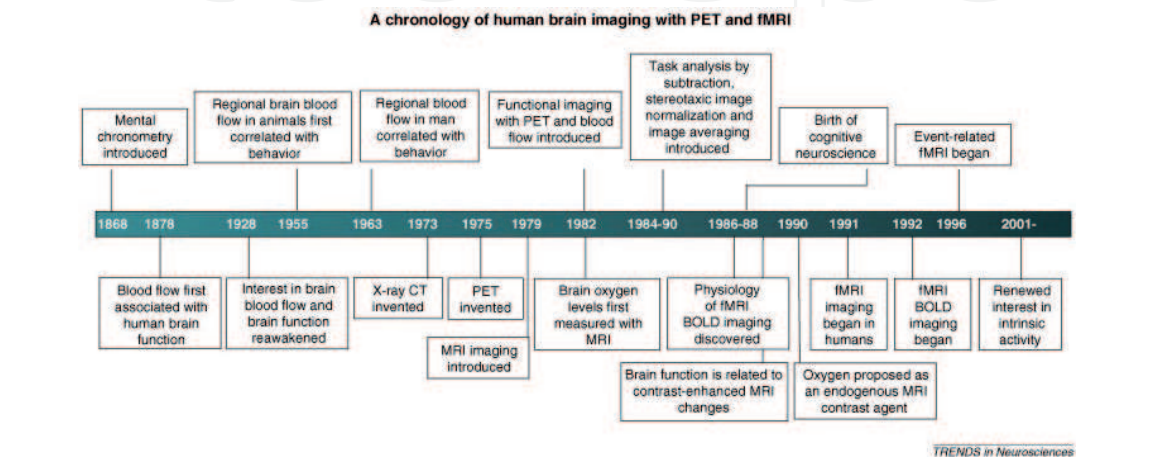 A chronology of human brain imaging with PET and fMRI
Mental
chronometry
introduced
Regional brain blood
flow in animals first
correlated with
behavior
Regional blood
flow in man
correlated with
behavior
Functional imaging
with PET and blood
flow introduced
Task analysis by
subtraction,
stereotaxic image
normalization and
image averaging
introduced
Birth of
cognitive
neuroscience
Event-related
fMRI began
1868 1878 1928 1955 1963 1973 1975 1979 1982 1984-90 1986-88 1990 1991 1992 1996 2001-
Blood flow first
associated with
human brain
function
Interest in brain
blood flow and
brain function
reawakened
X-ray CT
invented
PET
invented
MRI imaging
introduced
Brain oxygen
levels first
measured with
MRI
Physiology
of fMRI
BOLD imaging
discovered
Brain function is related to
contrast-enhanced MRI
changes
Oxygen proposed as
an endogenous MRI
contrast agent
fMRI
imaging
began in
humans
fMRI
BOLD
imaging
began
Renewed
interest in
intrinsic
activity
TRENDS in Neurosciences